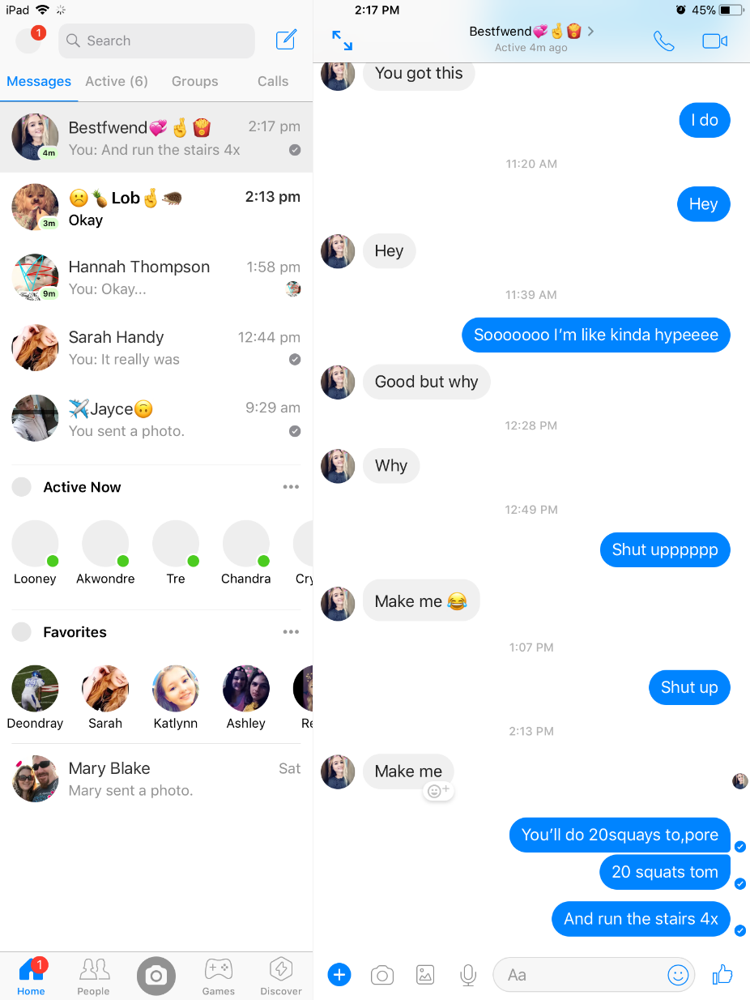 iPad
2:17 PM
45%
1
Search
Messages Active (6) Groups Calls
Bestfwend💞🤞🍟 2:17 pm
You: And run the stairs 4x
4m
☹️🍍Lob🤞🦔 2:13 pm
Okay
3m
Hannah Thompson 1:58 pm
You: Okay...
9m
Sarah Handy 12:44 pm
You: It really was
✈️Jayce🙃 9:29 am
You sent a photo.
Active Now
Looney Akwondre Tre Chandra Cry
Favorites
Deondray Sarah Katlynn Ashley Re
Mary Blake Sat
Mary sent a photo.
1
Home People Games Discover
Bestfwend💞🤞🍟
Active 4m ago
You got this
I do
11:20 AM
Hey
Hey
11:39 AM
Sooooooo I’m like kinda hypeeee
Good but why
12:28 PM
Why
12:49 PM
Shut upppppp
Make me 😂
1:07 PM
Shut up
2:13 PM
Make me
You’ll do 20squays to,pore
20 squats tom
And run the stairs 4x
Aa